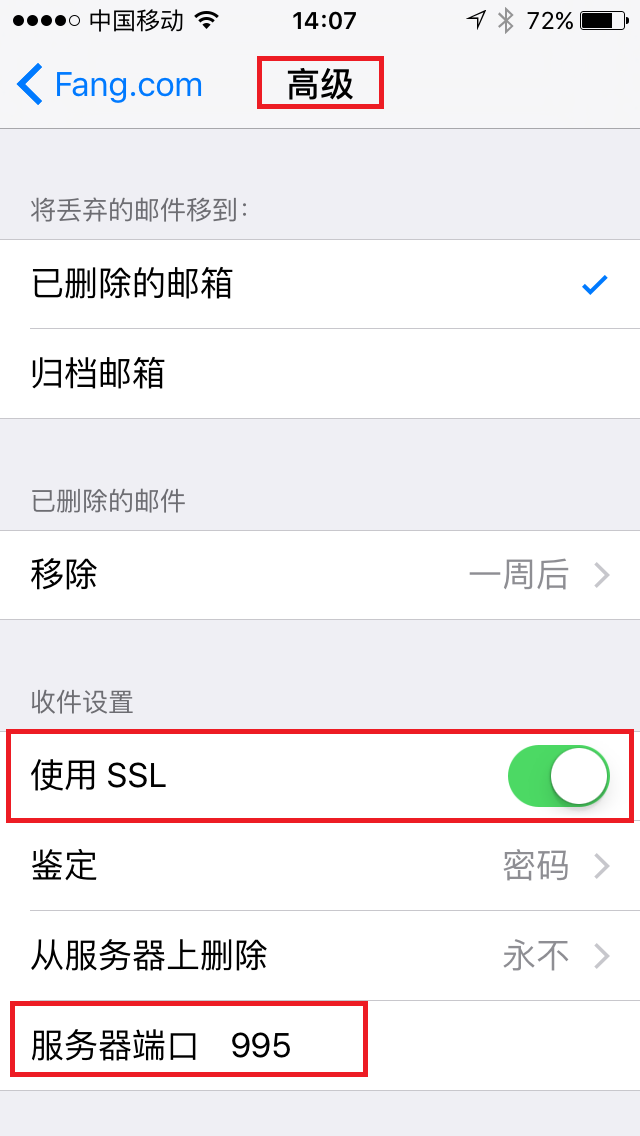 中国移动 14:07 72%
Fang.com 高级
将丢弃的邮件移到：
已删除的邮箱
归档邮箱
已删除的邮件
移除 一周后
收件设置
使用 SSL
鉴定 密码
从服务器上删除 永不
服务器端口 995